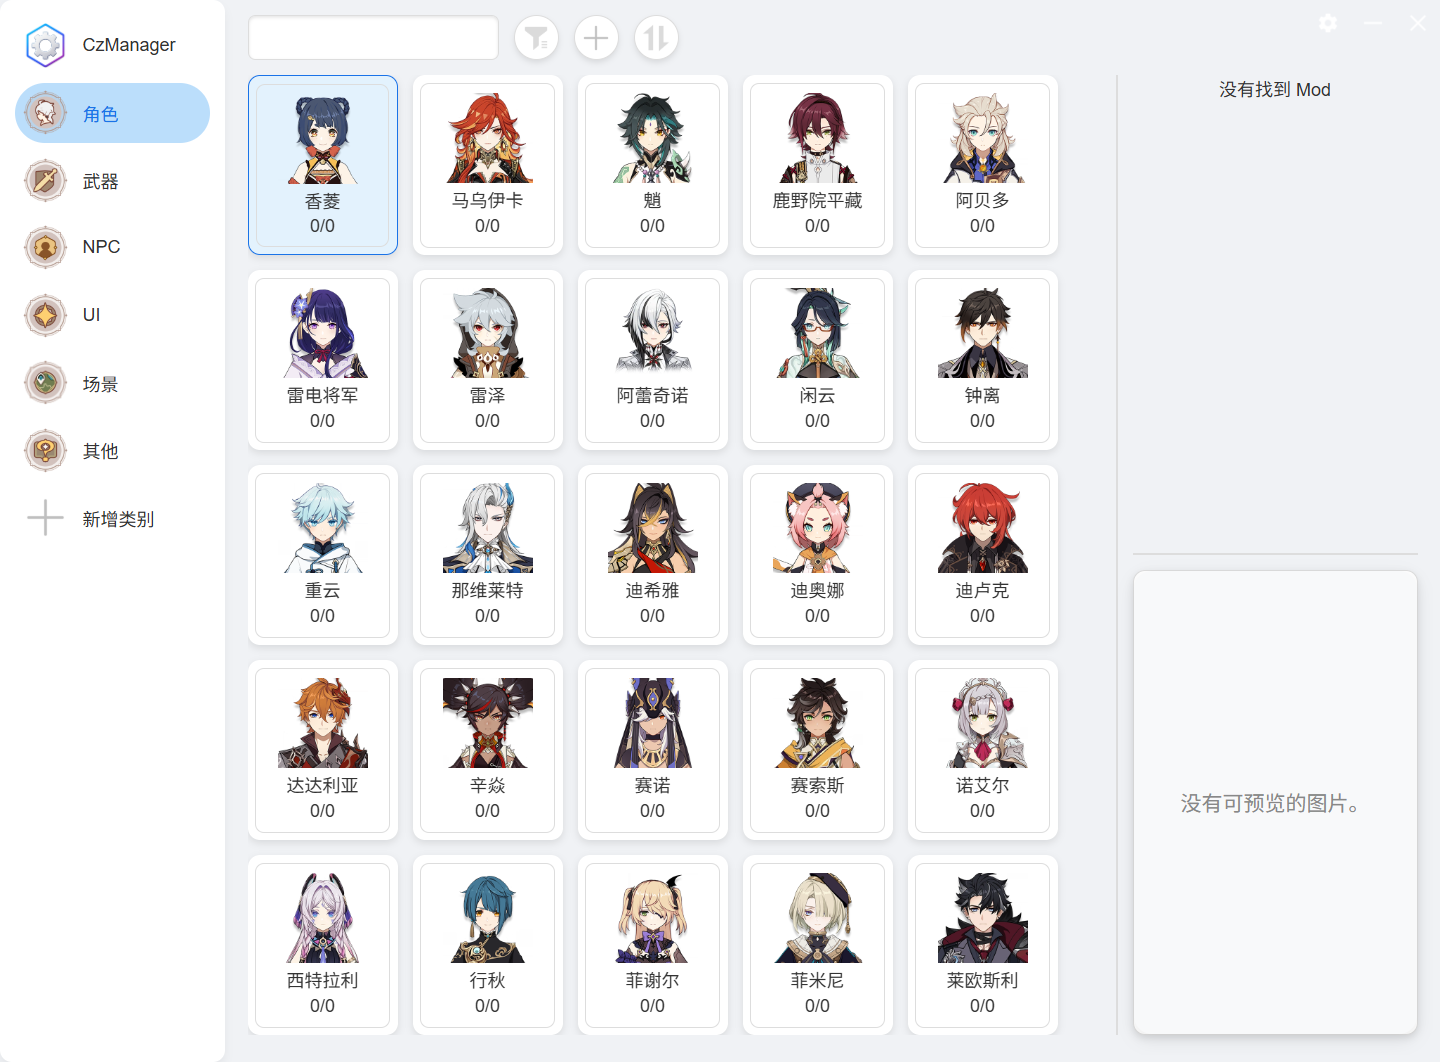 CzManager
角色
武器
NPC
UI
场景
其他
新增类别
香菱
0/0
马乌伊卡
0/0
魈
0/0
鹿野院平藏
0/0
阿贝多
0/0
雷电将军
0/0
雷泽
0/0
阿蕾奇诺
0/0
闲云
0/0
钟离
0/0
重云
0/0
那维莱特
0/0
迪希雅
0/0
迪奥娜
0/0
迪卢克
0/0
达达利亚
0/0
辛焱
0/0
赛诺
0/0
赛索斯
0/0
诺艾尔
0/0
西特拉利
0/0
行秋
0/0
菲谢尔
0/0
菲米尼
0/0
莱欧斯利
0/0
没有找到 Mod
没有可预览的图片。